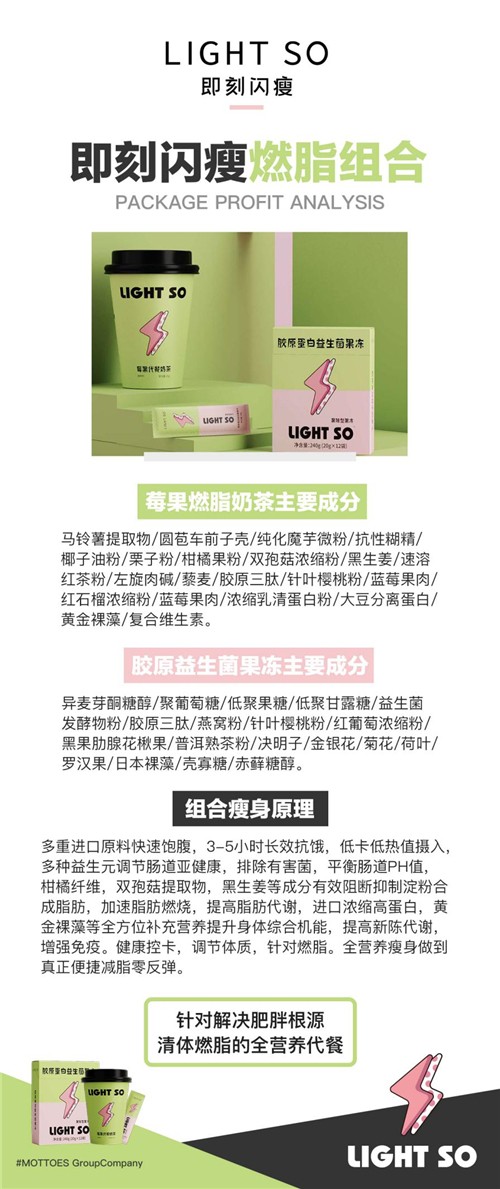 LIGHT SO
即刻闪瘦
即刻闪瘦燃脂组合
PACKAGE PROFIT ANALYSIS
LIGHT SO
莓果代餐奶茶
LIGHT SO
胶原蛋白益生菌果冻
LIGHT SO
净含量:240g (20g×12袋)
莓果燃脂奶茶主要成分
马铃薯提取物/圆苞车前子壳/纯化魔芋微粉/抗性糊精/
椰子油粉/栗子粉/柑橘果粉/双孢菇浓缩粉/黑生姜/速溶
红茶粉/左旋肉碱/藜麦/胶原三肽/针叶樱桃粉/蓝莓果肉/
红石榴浓缩粉/蓝莓果肉/浓缩乳清蛋白粉/大豆分离蛋白/
黄金裸藻/复合维生素。
胶原益生菌果冻主要成分
异麦芽酮糖醇/聚葡萄糖/低聚果糖/低聚甘露糖/益生菌
发酵物粉/胶原三肽/燕窝粉/针叶樱桃粉/红葡萄浓缩粉/
黑果肋腺花楸果/普洱熟茶粉/决明子/金银花/菊花/荷叶/
罗汉果/日本裸藻/壳寡糖/赤藓糖醇。
组合瘦身原理
多重进口原料快速饱腹，3-5小时长效抗饿，低卡低热值摄入，
多种益生元调节肠道亚健康，排除有害菌，平衡肠道PH值，
柑橘纤维，双孢菇提取物，黑生姜等成分有效阻断抑制淀粉合
成脂肪，加速脂肪燃烧，提高脂肪代谢，进口浓缩高蛋白，黄
金裸藻等全方位补充营养提升身体综合机能，提高新陈代谢，
增强免疫。健康控卡，调节体质，针对燃脂。全营养瘦身做到
真正便捷减脂零反弹。
针对解决肥胖根源
清体燃脂的全营养代餐
胶原蛋白益生菌果冻
LIGHT SO
LIGHT SO
#MOTTOES GroupCompany
LIGHT SO